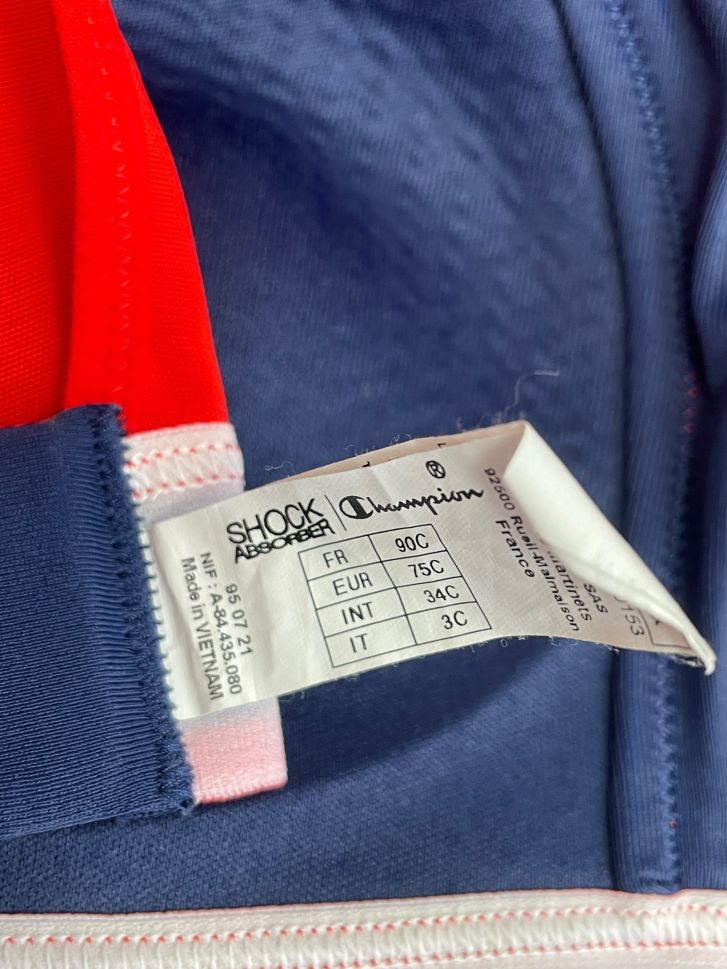 SHOCK
ABSORBER
Champion®
FR 90C
EUR 75C
INT 34C
IT 3C
95 07 21
NIF : A-84.435.080
Made in VIETNAM
SAS
martinets
92500 Rueil-Malmaison
France